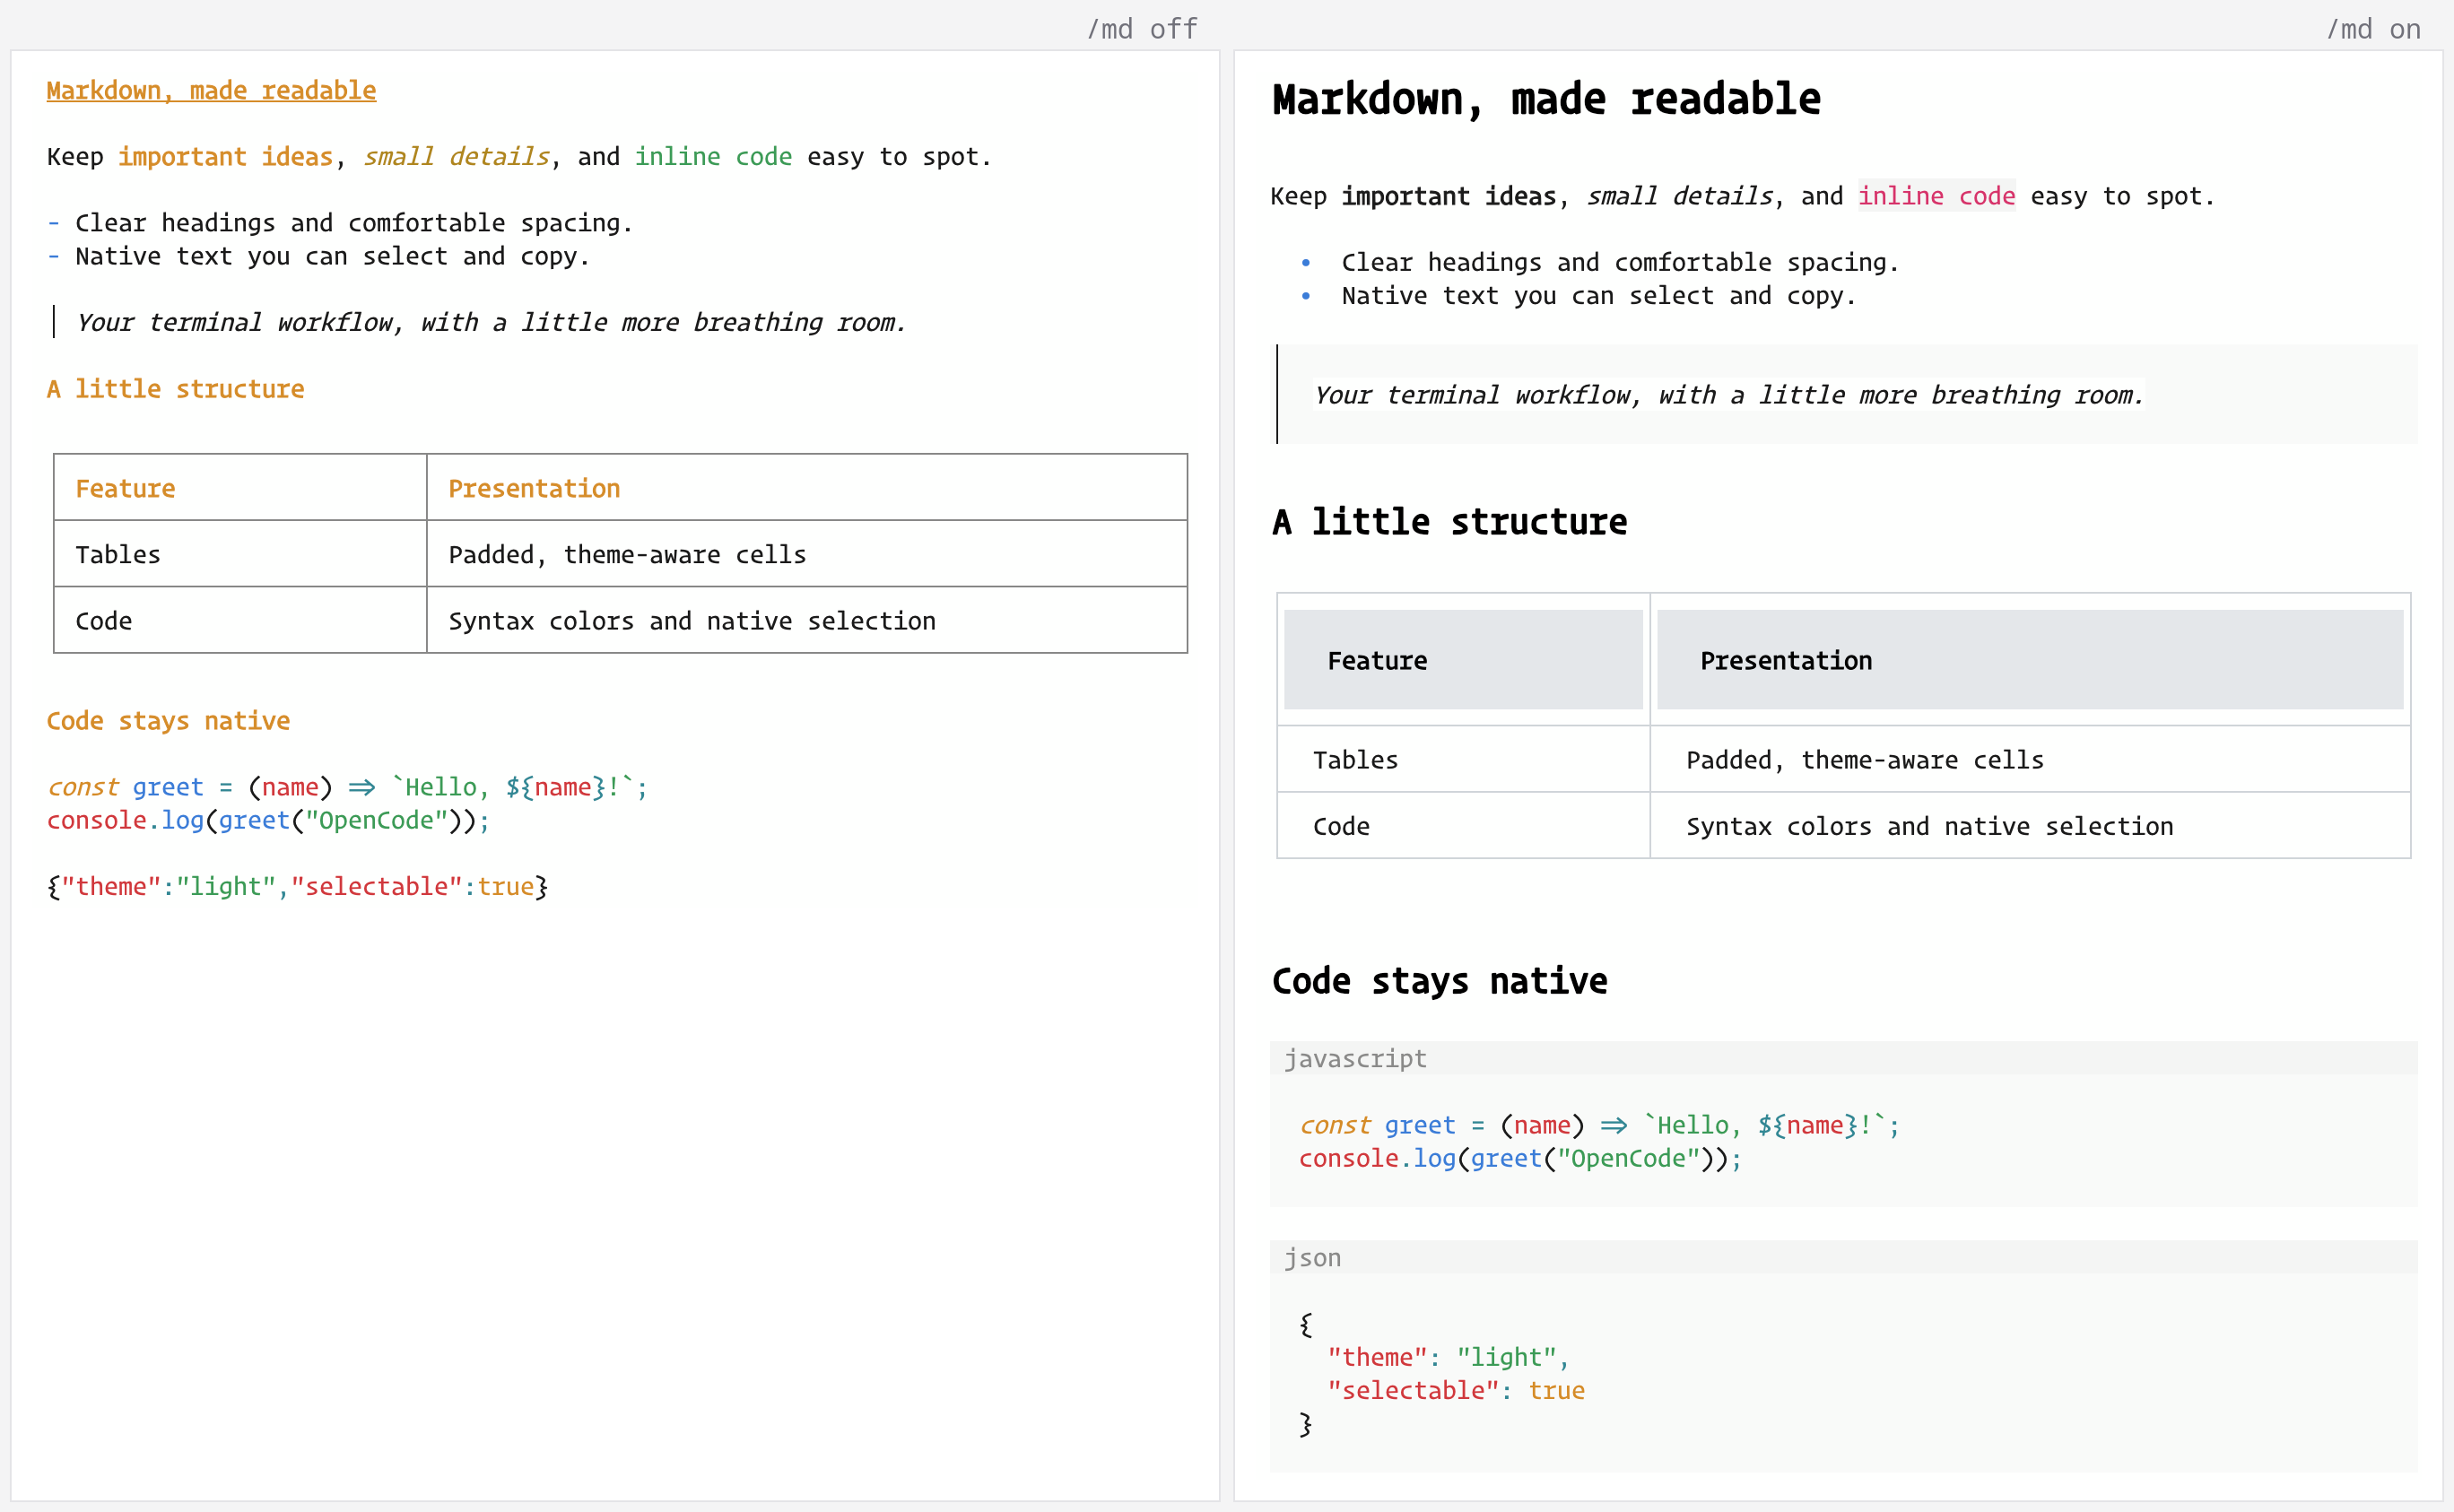 /md off
Markdown, made readable
Keep important ideas, small details, and inline code easy to spot.
- Clear headings and comfortable spacing.
- Native text you can select and copy.
Your terminal workflow, with a little more breathing room.
A little structure
Feature Presentation
Tables Padded, theme-aware cells
Code Syntax colors and native selection
Code stays native
const greet = (name) => `Hello, ${name}!`;
console.log(greet("OpenCode"));
{"theme":"light","selectable":true}
/md on
Markdown, made readable
Keep important ideas, small details, and inline code easy to spot.
• Clear headings and comfortable spacing.
• Native text you can select and copy.
Your terminal workflow, with a little more breathing room.
A little structure
Feature Presentation
Tables Padded, theme-aware cells
Code Syntax colors and native selection
Code stays native
javascript
const greet = (name) => `Hello, ${name}!`;
console.log(greet("OpenCode"));
json
{
"theme": "light",
"selectable": true
}